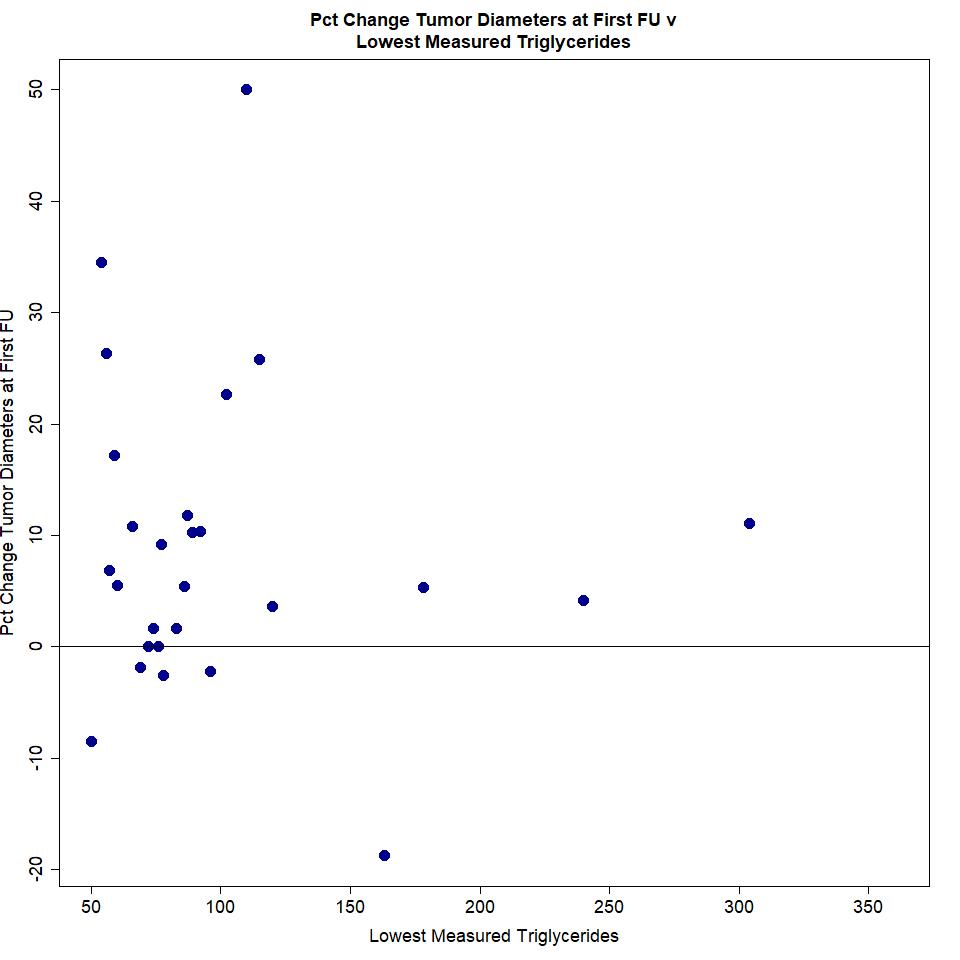 Pct Change Tumor Diameters at First FU v
Lowest Measured Triglycerides
Pct Change Tumor Diameters at First FU
50
40
30
20
10
0
-10
-20
50 100 150 200 250 300 350
Lowest Measured Triglycerides